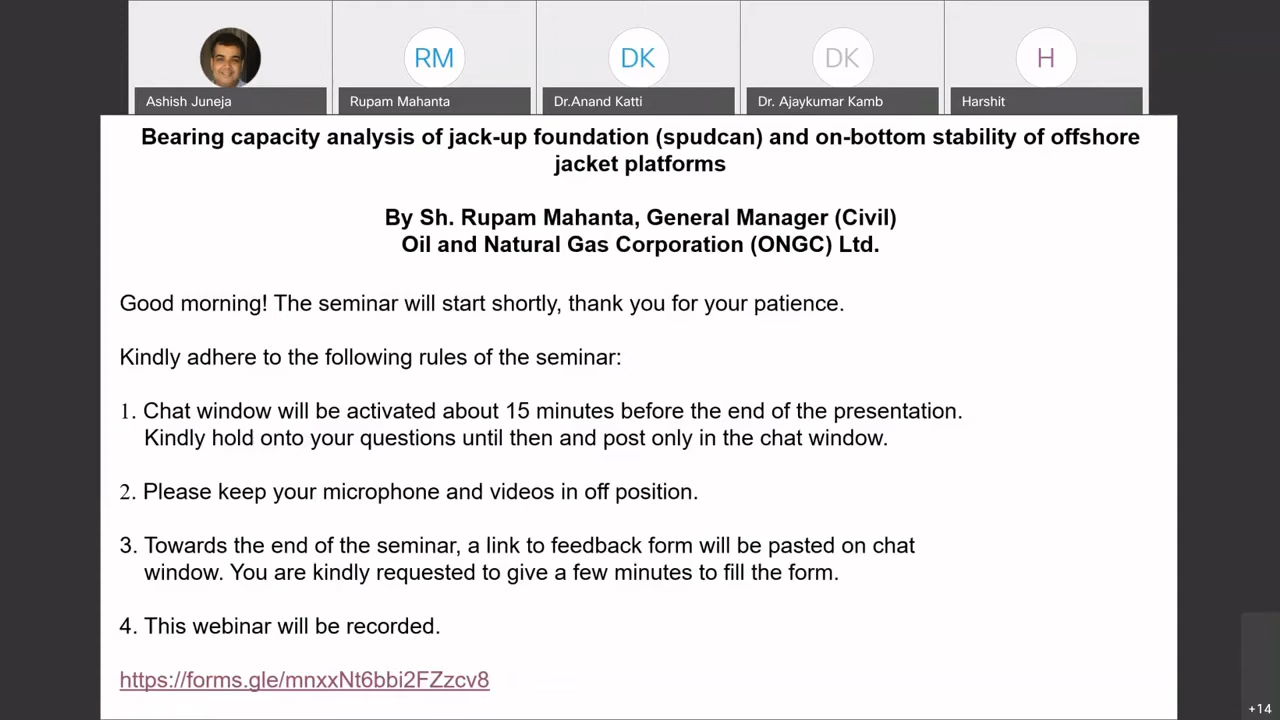 RM
DK
DK
H
Ashish Juneja
Rupam Mahanta
Dr.Anand Katti
Dr. Ajaykumar Kamb
Harshit
Bearing capacity analysis of jack-up foundation (spudcan) and on-bottom stability of offshore
jacket platforms
By Sh. Rupam Mahanta, General Manager (Civil)
Oil and Natural Gas Corporation (ONGC) Ltd.
Good morning! The seminar will start shortly, thank you for your patience.
Kindly adhere to the following rules of the seminar:
1. Chat window will be activated about 15 minutes before the end of the presentation.
Kindly hold onto your questions until then and post only in the chat window.
2. Please keep your microphone and videos in off position.
3. Towards the end of the seminar, a link to feedback form will be pasted on chat
window. You are kindly requested to give a few minutes to fill the form.
4. This webinar will be recorded.
https://forms.gle/mnxxNt6bbi2FZzcv8
+14